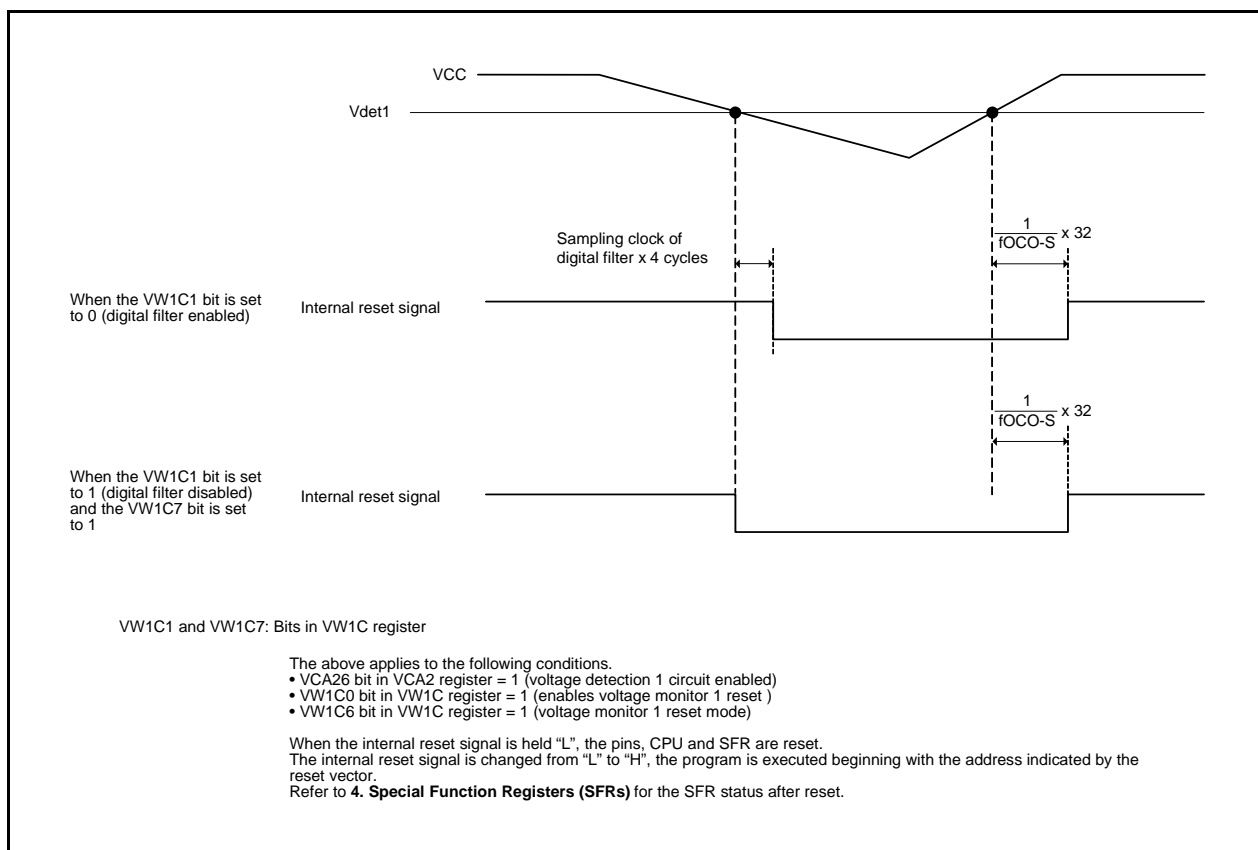 VCC
Vdet1
Sampling clock of
digital filter x 4 cycles
1
fOCO-S
x 32
When the VW1C1 bit is set
to 0 (digital filter enabled)
Internal reset signal
1
fOCO-S
x 32
When the VW1C1 bit is set
to 1 (digital filter disabled)
and the VW1C7 bit is set
to 1
Internal reset signal
VW1C1 and VW1C7: Bits in VW1C register
The above applies to the following conditions.
• VCA26 bit in VCA2 register = 1 (voltage detection 1 circuit enabled)
• VW1C0 bit in VW1C register = 1 (enables voltage monitor 1 reset )
• VW1C6 bit in VW1C register = 1 (voltage monitor 1 reset mode)
When the internal reset signal is held “L”, the pins, CPU and SFR are reset.
The internal reset signal is changed from “L” to “H”, the program is executed beginning with the address indicated by the
reset vector.
Refer to 4. Special Function Registers (SFRs) for the SFR status after reset.